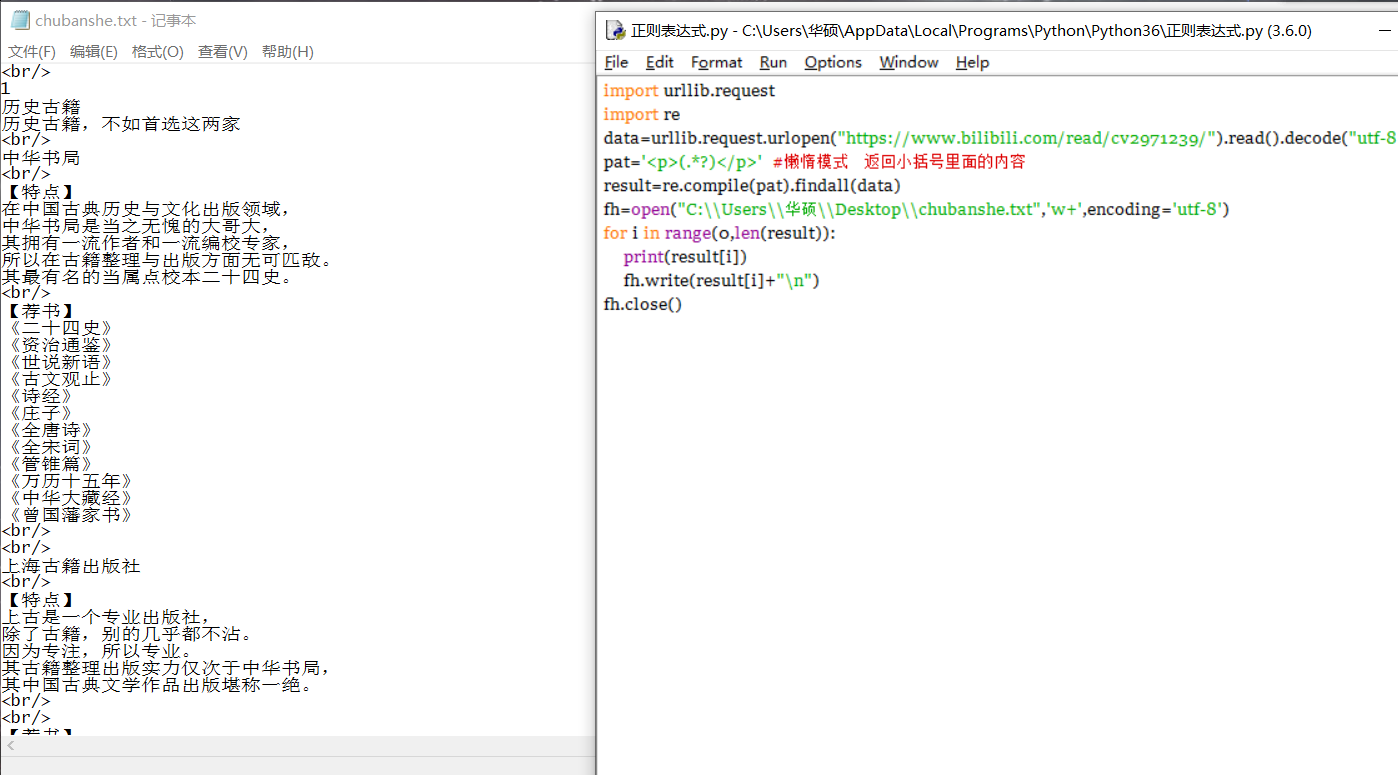 chubanshe.txt - 记事本
文件(F) 编辑(E) 格式(O) 查看(V) 帮助(H)
<br/>
1
历史古籍
历史古籍，不如首选这两家
<br/>
中华书局
<br/>
【特点】
在中国古典历史与文化出版领域，
中华书局是当之无愧的大哥大，
其拥有一流作者和一流编校专家，
所以在古籍整理与出版方面无可匹敌。
其最有名的当属点校本二十四史。
<br/>
【荐书】
《二十四史》
《资治通鉴》
《世说新语》
《古文观止》
《诗经》
《庄子》
《全唐诗》
《全宋词》
《管锥篇》
《万历十五年》
《中华大藏经》
《曾国藩家书》
<br/>
<br/>
上海古籍出版社
<br/>
【特点】
上古是一个专业出版社，
除了古籍，别的几乎都不沾。
因为专注，所以专业。
其古籍整理出版实力仅次于中华书局，
其中国古典文学作品出版堪称一绝。
<br/>
<br/>
【荐书】
正则表达式.py - C:\Users\华硕\AppData\Local\Programs\Python\Python36\正则表达式.py (3.6.0)
File Edit Format Run Options Window Help
import urllib.request
import re
data=urllib.request.urlopen("https://www.bilibili.com/read/cv2971239/").read().decode("utf-8
pat='<p>(.*?)</p>' #懒惰模式 返回小括号里面的内容
result=re.compile(pat).findall(data)
fh=open("C:\\Users\\华硕\\Desktop\\chubanshe.txt",'w+',encoding='utf-8')
for i in range(0,len(result)):
print(result[i])
fh.write(result[i]+"\n")
fh.close()